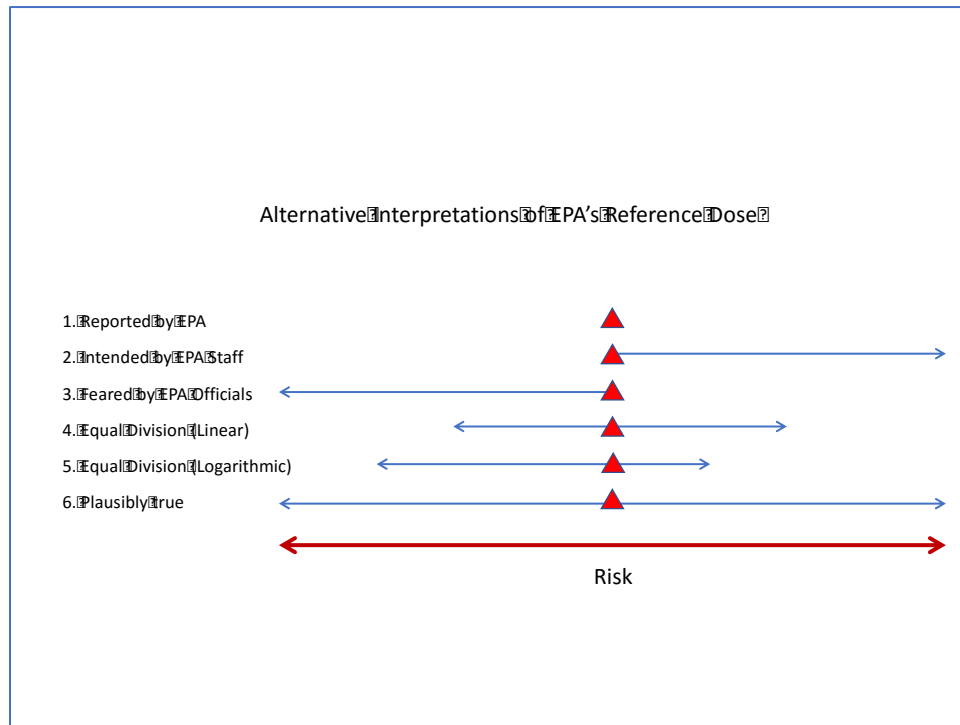 Alternative Interpretations of EPA's Reference Dose
1. Reported by EPA
2. Intended by EPA Staff
3. Feared by EPA Officials
4. Equal Division (Linear)
5. Equal Division (Logarithmic)
6. Plausibly true
Risk